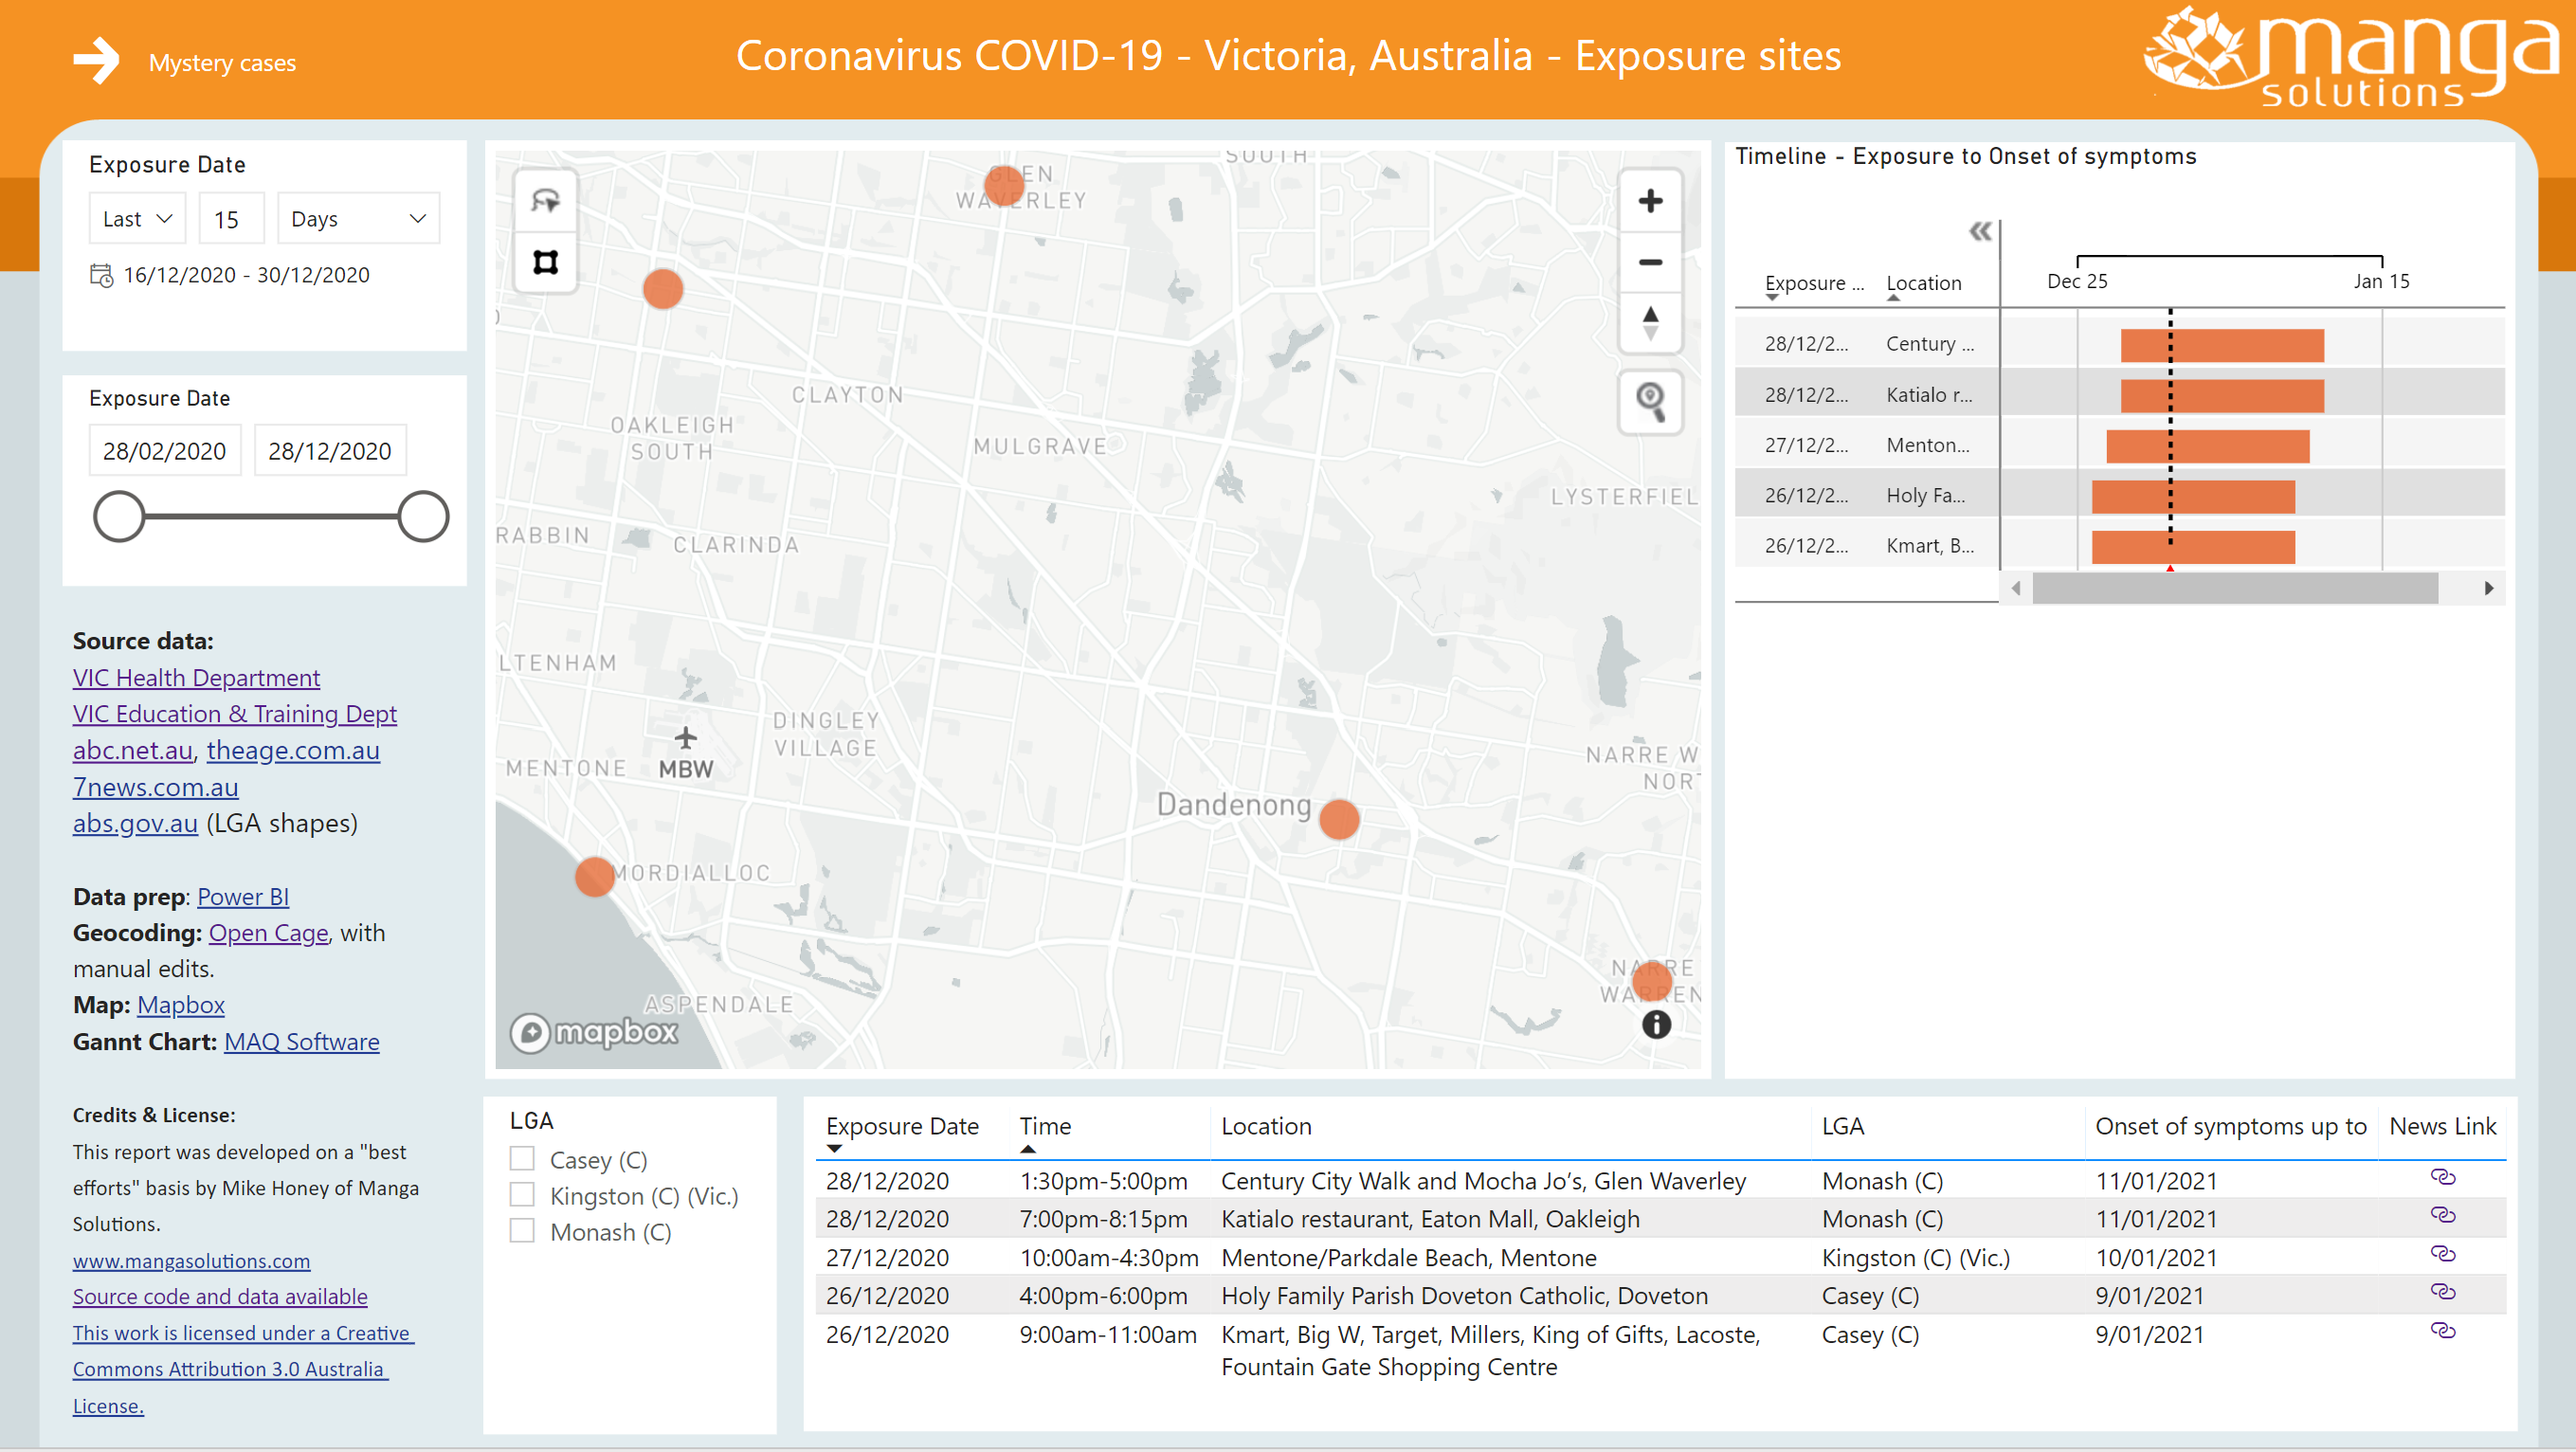 Mystery cases
Coronavirus COVID-19 - Victoria, Australia - Exposure sites
manga
solutions
Exposure Date
Last
15
Days
16/12/2020 - 30/12/2020
Exposure Date
28/02/2020
28/12/2020
Source data:
VIC Health Department
VIC Education & Training Dept
abc.net.au, theage.com.au
7news.com.au
abs.gov.au (LGA shapes)
Data prep: Power BI
Geocoding: Open Cage, with
manual edits.
Map: Mapbox
Gannt Chart: MAQ Software
Credits & License:
This report was developed on a "best
efforts" basis by Mike Honey of Manga
Solutions.
www.mangasolutions.com
Source code and data available
This work is licensed under a Creative
Commons Attribution 3.0 Australia
License.
SOUTH
GLEN
WAVERLEY
CLAYTON
OAKLEIGH
SOUTH
MULGRAVE
LYSTERFIEL
RABBIN
CLARINDA
LTENHAM
DINGLEY
VILLAGE
MENTONE
MBW
NARRE W
NORT
Dandenong
MORDIALLOC
NARRE
WARREN
ASPENDALE
mapbox
Timeline - Exposure to Onset of symptoms
Exposure ... Location
Dec 25 Jan 15
28/12/2... Century ...
28/12/2... Katialo r...
27/12/2... Menton...
26/12/2... Holy Fa...
26/12/2... Kmart, B...
LGA
Casey (C)
Kingston (C) (Vic.)
Monash (C)
Exposure Date Time Location LGA Onset of symptoms up to News Link
28/12/2020 1:30pm-5:00pm Century City Walk and Mocha Jo’s, Glen Waverley Monash (C) 11/01/2021
28/12/2020 7:00pm-8:15pm Katialo restaurant, Eaton Mall, Oakleigh Monash (C) 11/01/2021
27/12/2020 10:00am-4:30pm Mentone/Parkdale Beach, Mentone Kingston (C) (Vic.) 10/01/2021
26/12/2020 4:00pm-6:00pm Holy Family Parish Doveton Catholic, Doveton Casey (C) 9/01/2021
26/12/2020 9:00am-11:00am Kmart, Big W, Target, Millers, King of Gifts, Lacoste, Casey (C) 9/01/2021
Fountain Gate Shopping Centre